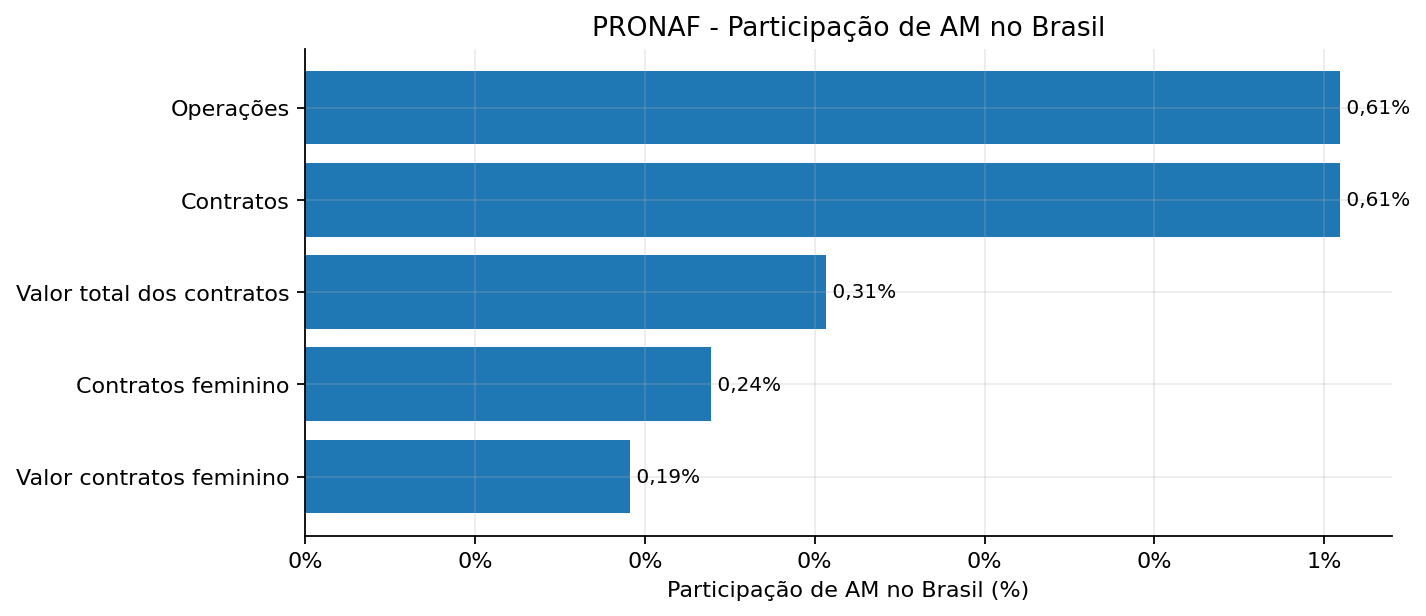 PRONAF - Participação de AM no Brasil
Operações
0,61%
Contratos
0,61%
Valor total dos contratos
0,31%
Contratos feminino
0,24%
Valor contratos feminino
0,19%
0% 0% 0% 0% 0% 0% 1%
Participação de AM no Brasil (%)